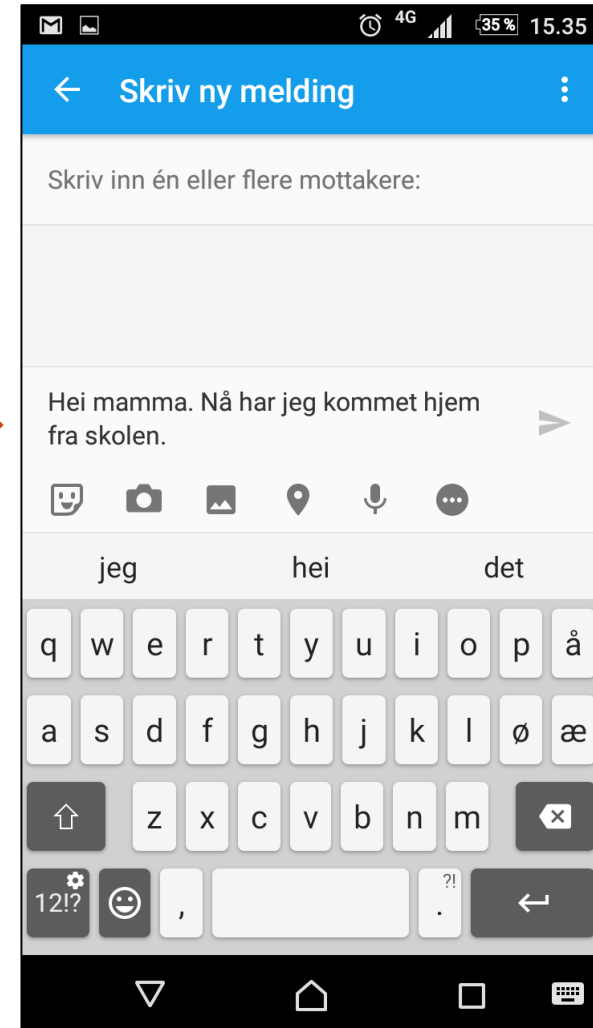 4G 35% 15.35
Skriv ny melding
Skriv inn én eller flere mottakere:
Hei mamma. Nå har jeg kommet hjem
fra skolen.
jeg hei det
q w e r t y u i o p å
a s d f g h j k l ø æ
z x c v b n m
12!? , . ?!